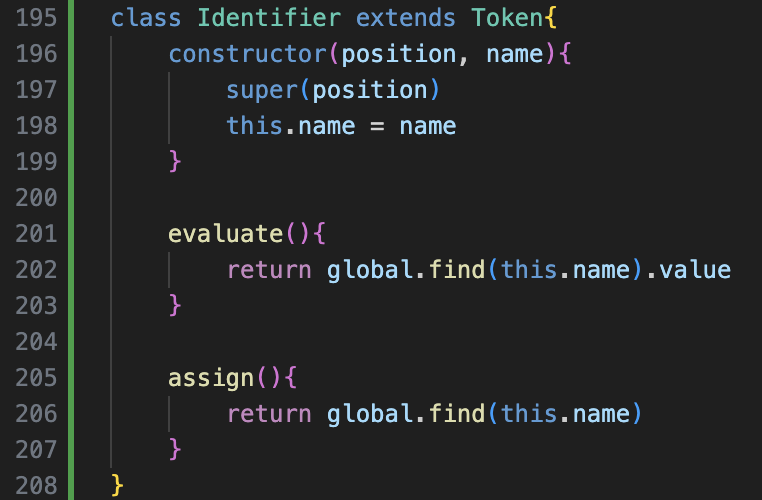 195 class Identifier extends Token{
196 constructor(position, name){
197 super(position)
198 this.name = name
199 }
200
201 evaluate(){
202 return global.find(this.name).value
203 }
204
205 assign(){
206 return global.find(this.name)
207 }
208 }